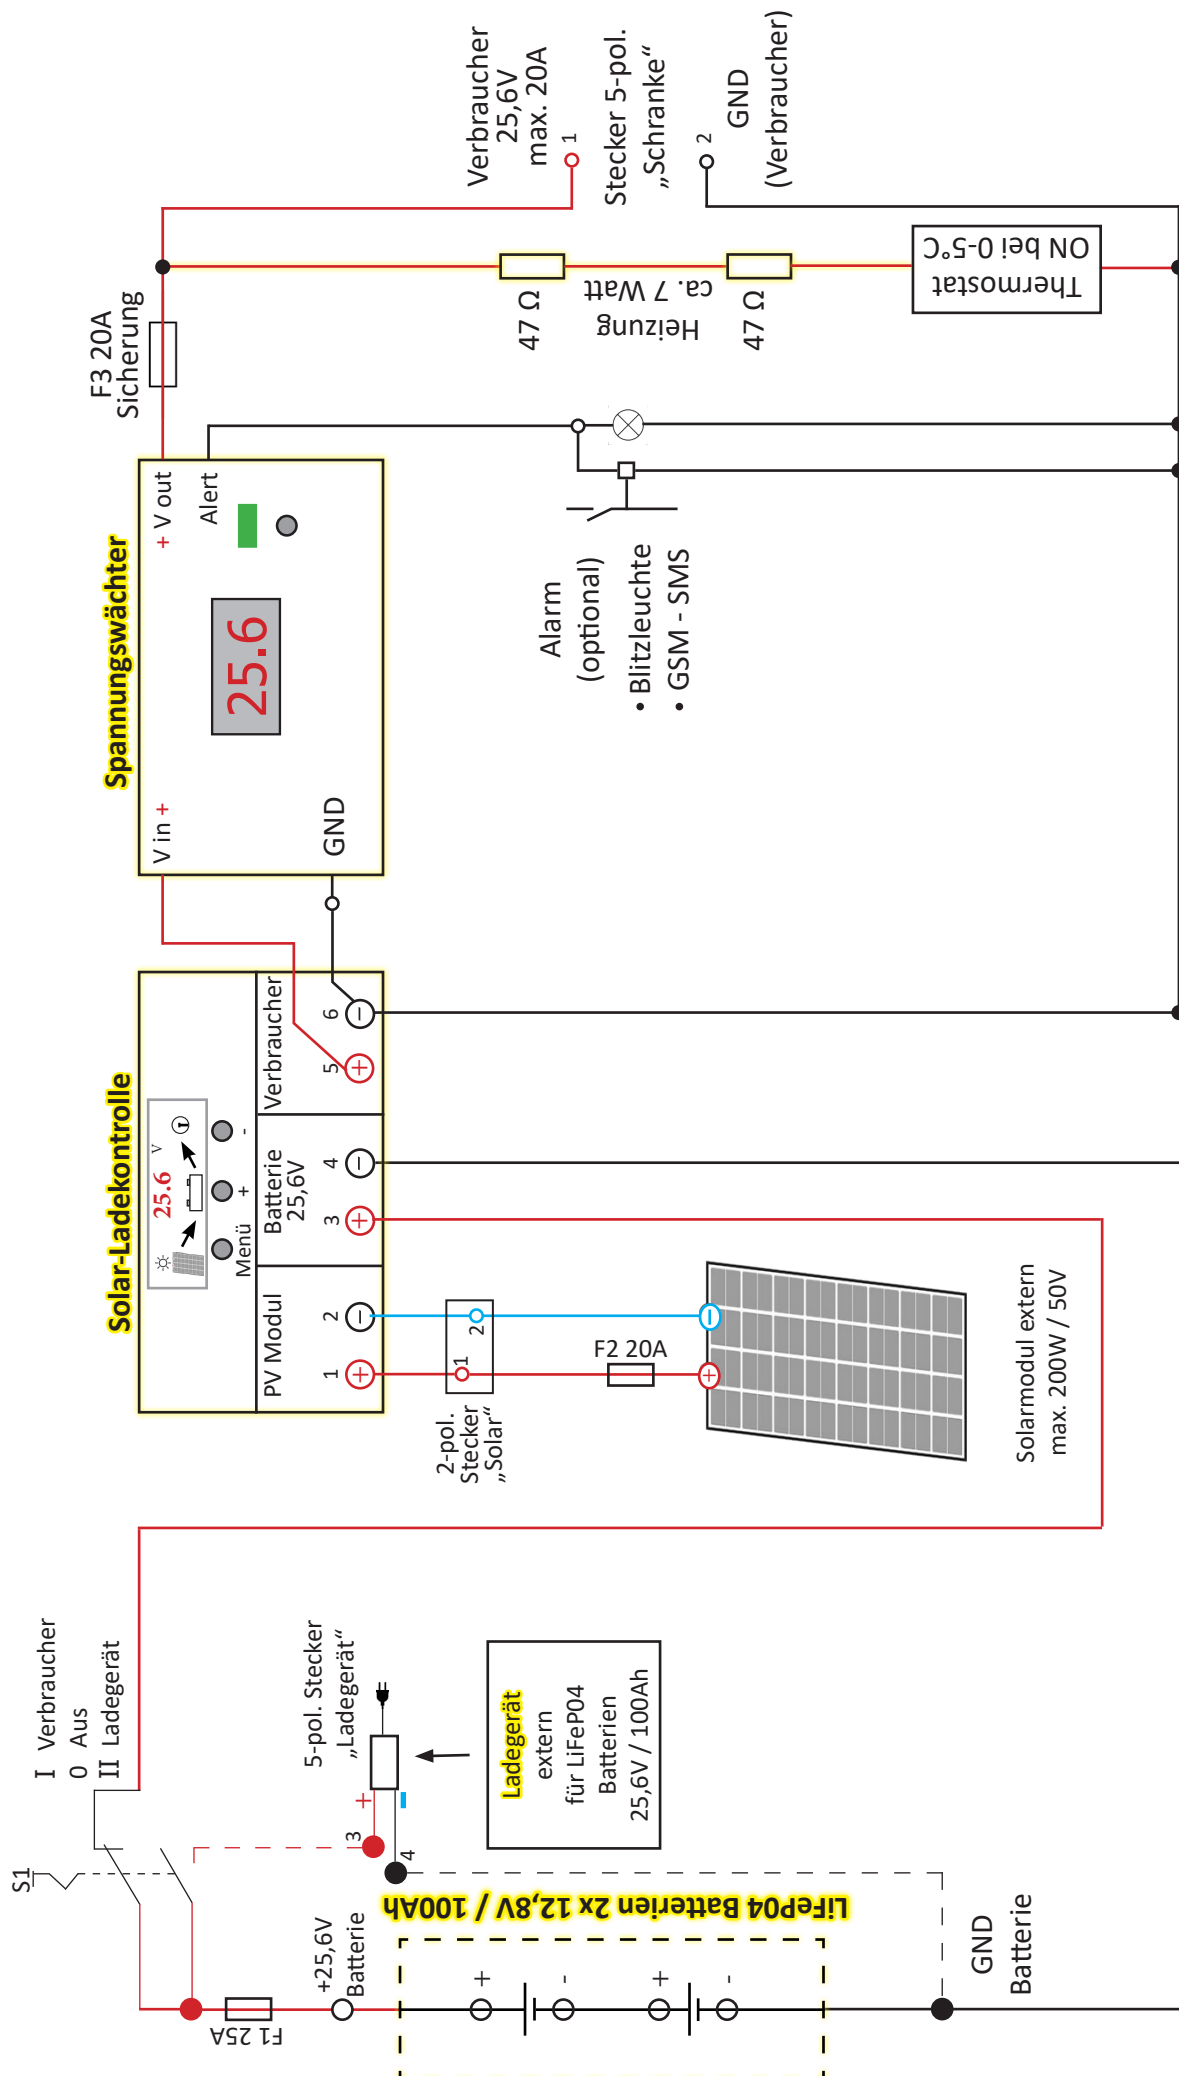 S1
I Verbraucher
0 Aus
II Ladegerät
F1 25A
+25,6V
Batterie
5-pol. Stecker
„Ladegerät“
3
+
4
Ladegerät
extern
für LiFeP04
Batterien
25,6V / 100Ah
LiFeP04 Batterien 2x 12,8V / 100Ah
+
-
+
-
GND
Batterie
Solar-Ladekontrolle
25.6 V
Menü
+
-
PV Modul
Batterie
25,6V
Verbraucher
1
2
3
4
5
6
+
−
+
−
+
−
2-pol.
Stecker
„Solar“
1
2
F2 20A
+
−
Solarmodul extern
max. 200W / 50V
Spannungswächter
V in +
GND
25.6
+ V out
Alert
F3 20A
Sicherung
Alarm
(optional)
• Blitzleuchte
• GSM - SMS
47 Ω
Heizung
ca. 7 Watt
47 Ω
Thermostat
ON bei 0-5°C
Verbraucher
25,6V
max. 20A
1
Stecker 5-pol.
„Schranke“
2
GND
(Verbraucher)